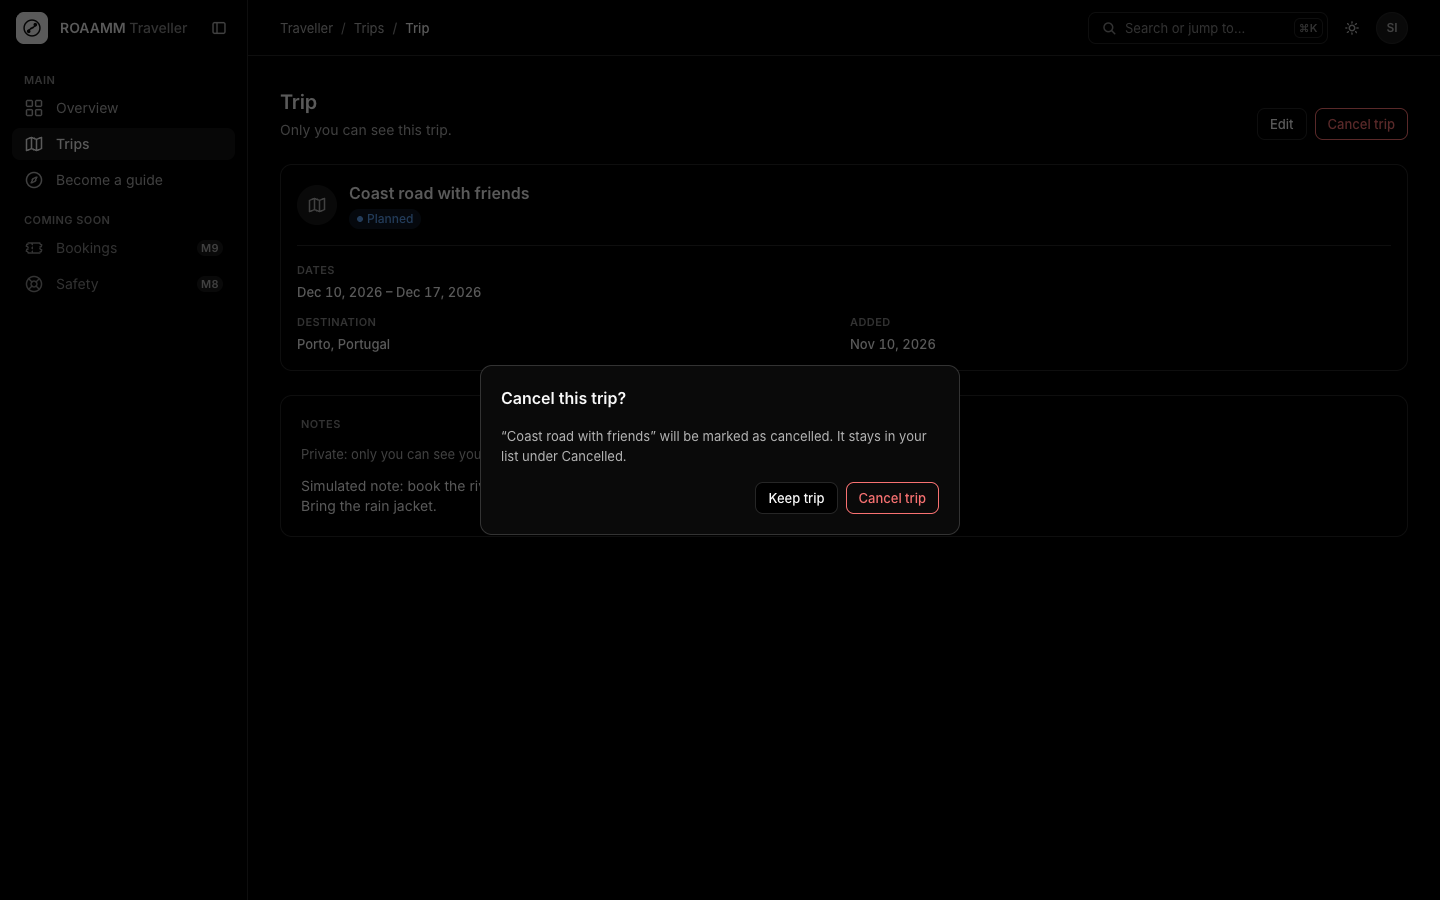 ROAAMM Traveller
Traveller / Trips / Trip
Search or jump to...
⌘K
SI
MAIN
Overview
Trips
Become a guide
COMING SOON
Bookings
M9
Safety
M8
Trip
Only you can see this trip.
Edit
Cancel trip
Coast road with friends
Planned
DATES
Dec 10, 2026 – Dec 17, 2026
DESTINATION
Porto, Portugal
ADDED
Nov 10, 2026
NOTES
Private: only you can see you
Simulated note: book the
Bring the rain jacket.
Cancel this trip?
“Coast road with friends” will be marked as cancelled. It stays in your
list under Cancelled.
Keep trip
Cancel trip